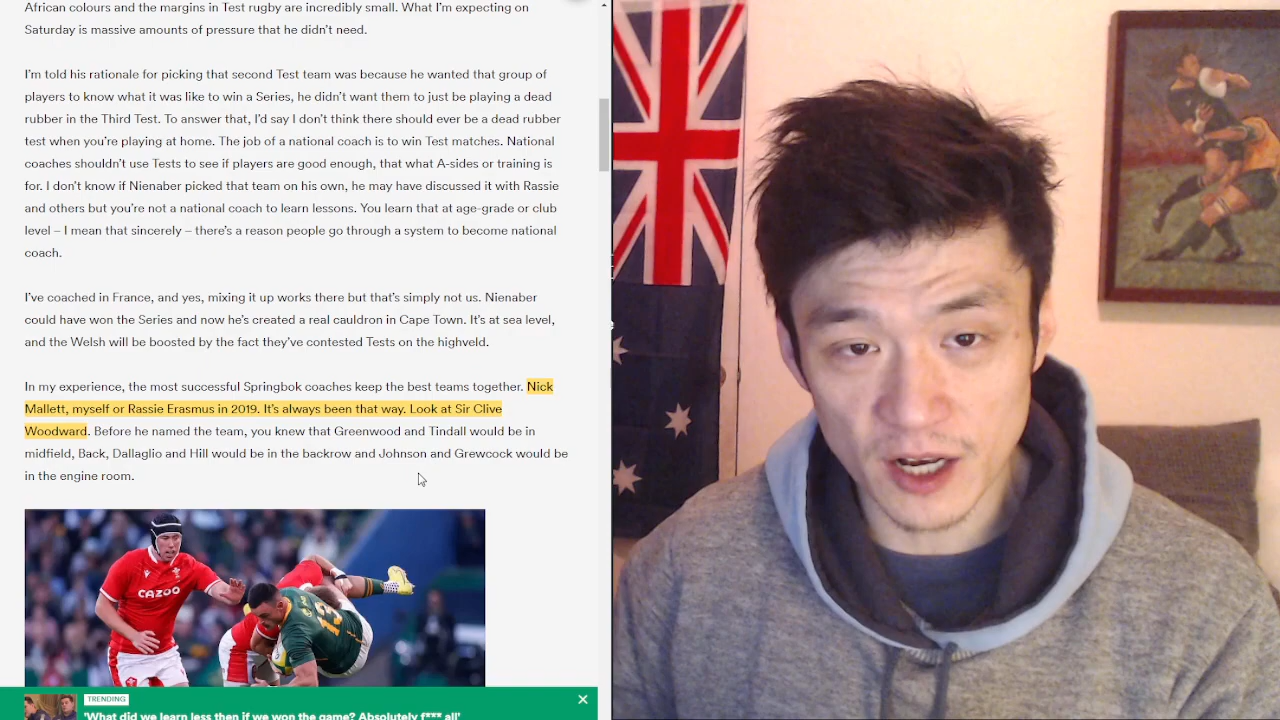 African colours and the margins in Test rugby are incredibly small. What I’m expecting on
Saturday is massive amounts of pressure that he didn’t need.
I’m told his rationale for picking that second Test team was because he wanted that group of
players to know what it was like to win a Series, he didn’t want them to just be playing a dead
rubber in the Third Test. To answer that, I’d say I don’t think there should ever be a dead rubber
test when you’re playing at home. The job of a national coach is to win Test matches. National
coaches shouldn’t use Tests to see if players are good enough, that what A-sides or training is
for. I don’t know if Nienaber picked that team on his own, he may have discussed it with Rassie
and others but you’re not a national coach to learn lessons. You learn that at age-grade or club
level – I mean that sincerely – there’s a reason people go through a system to become national
coach.
I’ve coached in France, and yes, mixing it up works there but that’s simply not us. Nienaber
could have won the Series and now he’s created a real cauldron in Cape Town. It’s at sea level,
and the Welsh will be boosted by the fact they’ve contested Tests on the highveld.
In my experience, the most successful Springbok coaches keep the best teams together. Nick
Mallett, myself or Rassie Erasmus in 2019. It’s always been that way. Look at Sir Clive
Woodward. Before he named the team, you knew that Greenwood and Tindall would be in
midfield, Back, Dallaglio and Hill would be in the backrow and Johnson and Grewcock would be
in the engine room.
CAZOO
13
TRENDING
'What did we learn less then if we won the game? Absolutely f*** all'